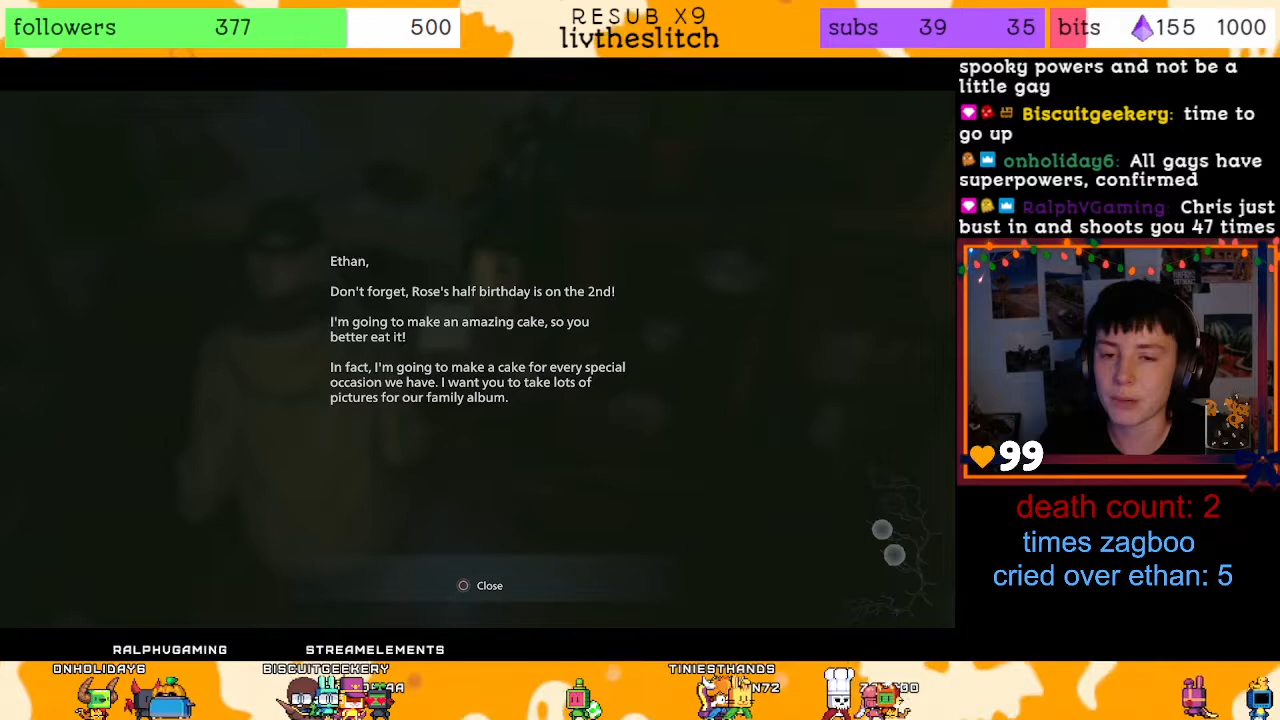 followers 377 500
RESUB X9
livtheslitch
subs 39 35
bits 155 1000
spooky powers and not be a
little gay
Biscuitgeekery: time to
go up
onholiday6: All gays have
superpowers, confirmed
RalphVGaming: Chris just
bust in and shoots you 47 times
Ethan,
Don't forget, Rose's half birthday is on the 2nd!
I'm going to make an amazing cake, so you
better eat it!
In fact, I'm going to make a cake for every special
occasion we have. I want you to take lots of
pictures for our family album.
Close
99
death count: 2
times zagboo
cried over ethan: 5
RALPHVGAMING STREAMELEMENTS
ONHOLIDAY6 BISCUITGEEKERY TINIESTHANDS